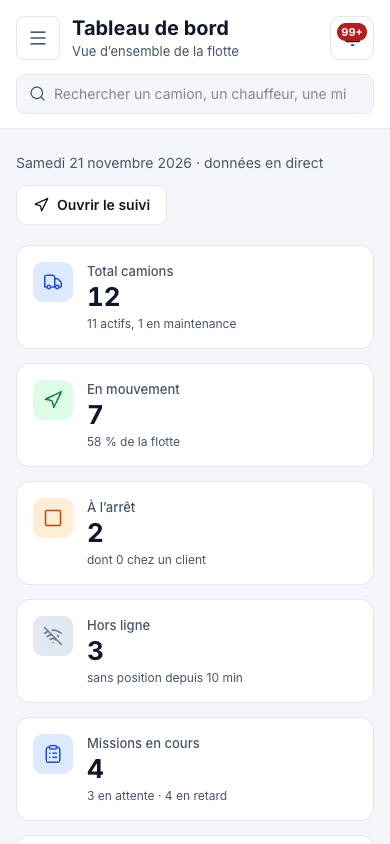 Tableau de bord
Vue d’ensemble de la flotte
99+
Rechercher un camion, un chauffeur, une mi
Samedi 21 novembre 2026 · données en direct
Ouvrir le suivi
Total camions
12
11 actifs, 1 en maintenance
En mouvement
7
58 % de la flotte
À l’arrêt
2
dont 0 chez un client
Hors ligne
3
sans position depuis 10 min
Missions en cours
4
3 en attente · 4 en retard